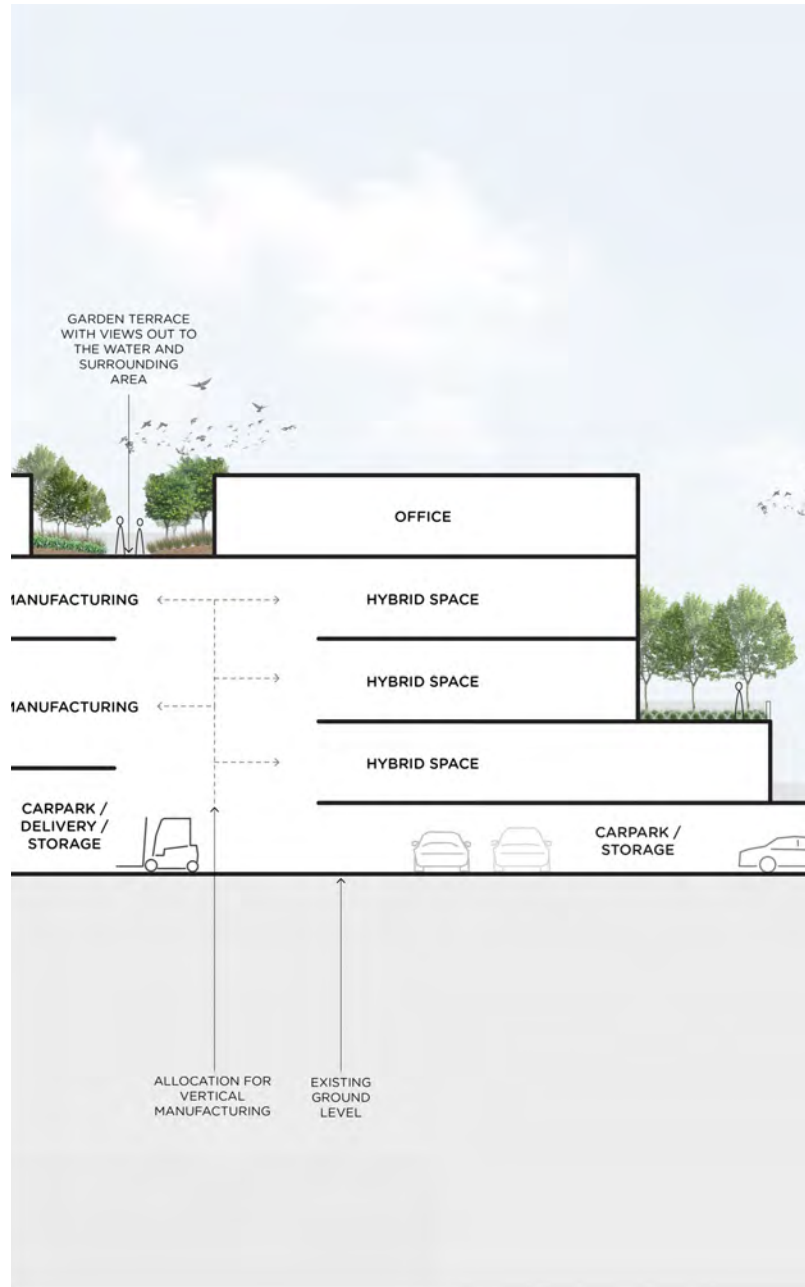 GARDEN TERRACE
WITH VIEWS OUT TO
THE WATER AND
SURROUNDING
AREA
OFFICE
MANUFACTURING
HYBRID SPACE
HYBRID SPACE
MANUFACTURING
HYBRID SPACE
CARPARK /
DELIVERY /
STORAGE
CARPARK /
STORAGE
ALLOCATION FOR
VERTICAL
MANUFACTURING
EXISTING
GROUND
LEVEL